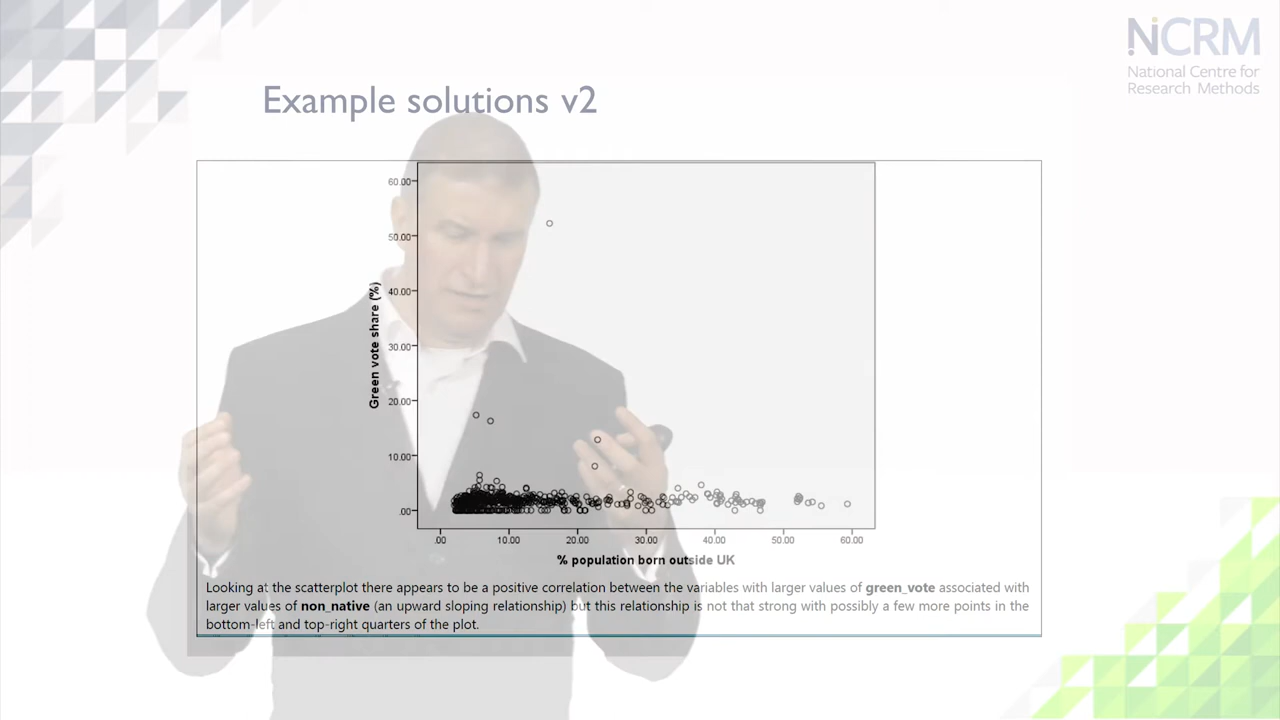 NCRM
National Centre for
Research Methods
Example solutions v2
60.00
50.00
40.00
30.00
20.00
10.00
.00
Green vote share (%)
.00 10.00 20.00 30.00 40.00 50.00 60.00
% population born outside UK
Looking at the scatterplot there appears to be a positive correlation between the variables with larger values of green_vote associated with
larger values of non_native (an upward sloping relationship) but this relationship is not that strong with possibly a few more points in the
bottom-left and top-right quarters of the plot.